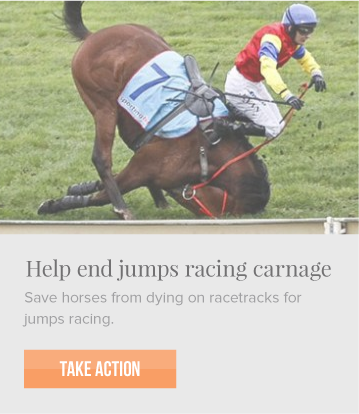 7
Help end jumps racing carnage
Save horses from dying on racetracks for
jumps racing.
TAKE ACTION